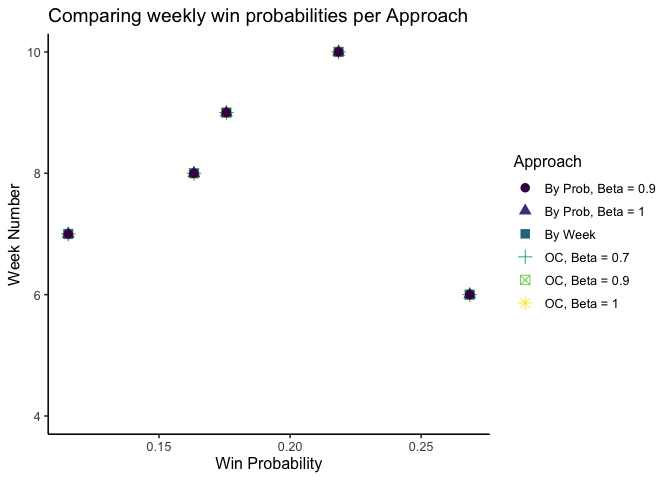 Comparing weekly win probabilities per Approach
10
8
6
4
Week Number
0.15
0.20
0.25
Win Probability
Approach
By Prob, Beta = 0.9
By Prob, Beta = 1
By Week
OC, Beta = 0.7
OC, Beta = 0.9
OC, Beta = 1